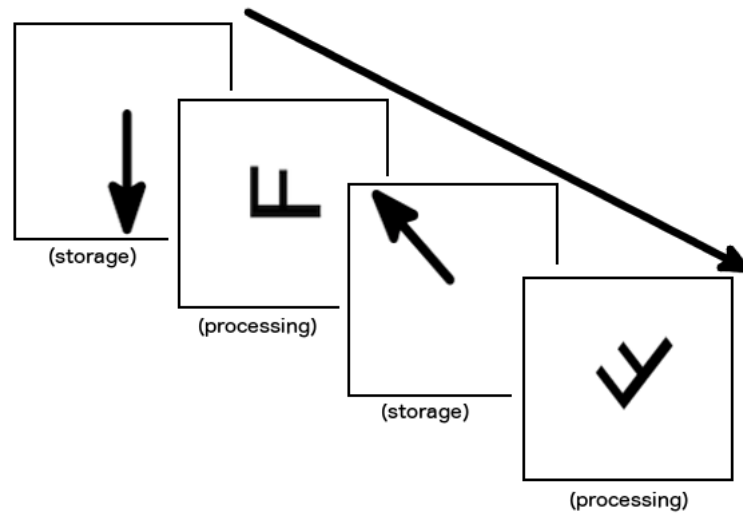 (storage)
F
(processing)
(storage)
F
(processing)